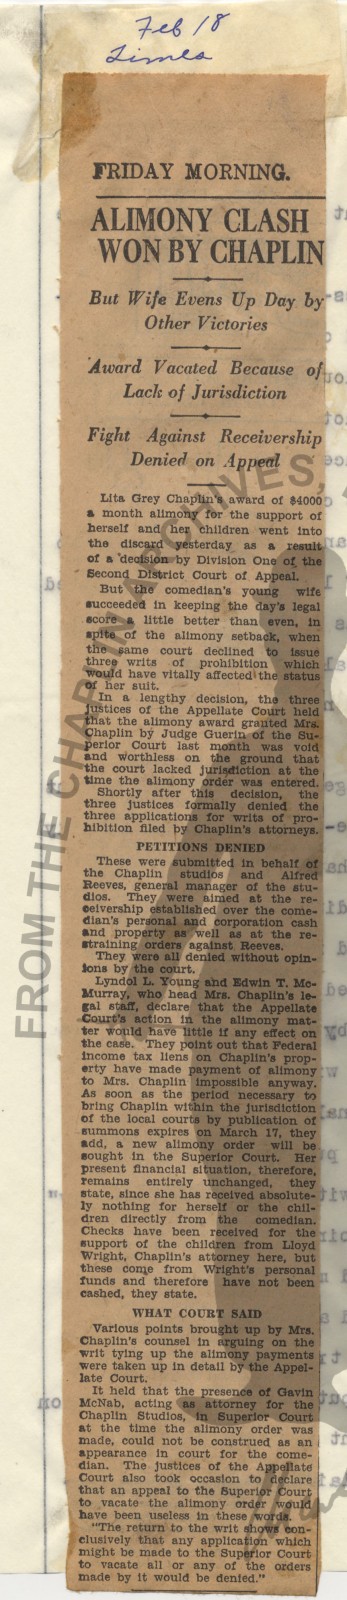 Feb 18
Times
FRIDAY MORNING.
ALIMONY CLASH
WON BY CHAPLIN
But Wife Evens Up Day by
Other Victories
Award Vacated Because of
Lack of Jurisdiction
Fight Against Receivership
Denied on Appeal
Lita Grey Chaplin's award of $4000
a month alimony for the support of
herself and her children went into
the discard yesterday as a result
of a decision by Division One of the
Second District Court of Appeal.
But the comedian's young wife
succeeded in keeping the day's legal
score a little better than even, in
spite of the alimony setback, when
the same court declined to issue
three writs of prohibition which
would have vitally affected the status
of her suit.
In a lengthy decision, the three
justices of the Appellate Court held
that the alimony award granted Mrs.
Chaplin by Judge Guerin of the Su-
perior Court last month was void
and worthless on the ground that
the court lacked jurisdiction at the
time the alimony order was entered.
Shortly after this decision, the
three justices formally denied the
three applications for writs of pro-
hibition filed by Chaplin's attorneys.
PETITIONS DENIED
These were submitted in behalf of
the Chaplin studios and Alfred
Reeves, general manager of the stu-
dios. They were aimed at the re-
ceivership established over the come-
dian's personal and corporation cash
and property as well as at the re-
straining orders against Reeves.
They were all denied without opin-
ions by the court.
Lyndol L. Young and Edwin T. Mc-
Murray, who head Mrs. Chaplin's le-
gal staff, declare that the Appellate
Court's action in the alimony mat-
ter would have little if any effect on
the case. They point out that Federal
income tax liens on Chaplin's prop-
erty have made payment of alimony
to Mrs. Chaplin impossible anyway.
As soon as the period necessary to
bring Chaplin within the jurisdiction
of the local courts by publication of
summons expires on March 17, they
add, a new alimony order will be
sought in the Superior Court. Her
present financial situation, therefore,
remains entirely unchanged, they
state, since she has received absolute-
ly nothing for herself or the chil-
dren directly from the comedian.
Checks have been received for the
support of the children from Lloyd
Wright, Chaplin's attorney here, but
these come from Wright's personal
funds and therefore have not been
cashed, they state.
WHAT COURT SAID
Various points brought up by Mrs.
Chaplin's counsel in arguing on the
writ tying up the alimony payments
were taken up in detail by the Appel-
late Court.
It held that the presence of Gavin
McNab, acting as attorney for the
Chaplin Studios, in Superior Court
at the time the alimony order was
made, could not be construed as an
appearance in court for the come-
dian. The justices of the Appellate
Court also took occasion to declare
that an appeal to the Superior Court
to vacate the alimony order would
have been useless in these words.
"The return to the writ shows con-
clusively that any application which
might be made to the Superior Court
to vacate all or any of the orders
made by it would be denied."
FROM THE CHAPLIN ARCHIVES,